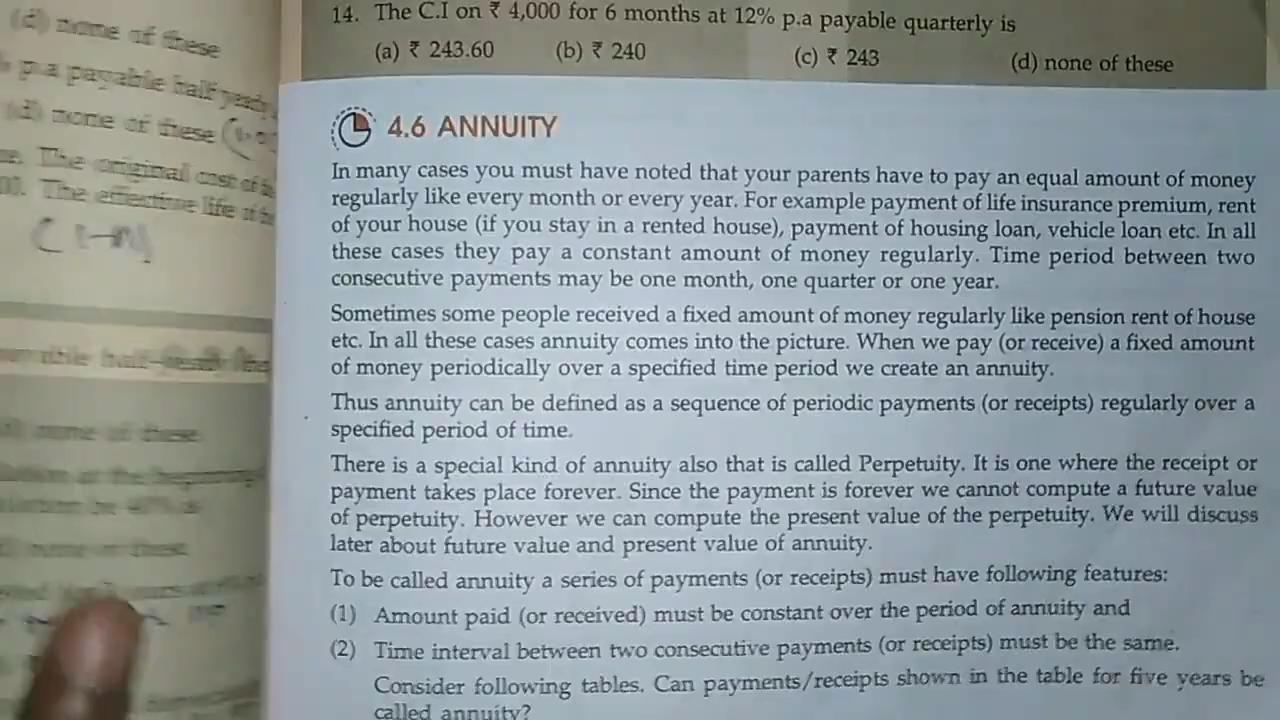 (d) none of these
p.a payable half yearly
(d) none of these
The original cost of
The effective life of
none of these
none of these
14. The C.I on ₹ 4,000 for 6 months at 12% p.a payable quarterly is
(a) ₹ 243.60 (b) ₹ 240 (c) ₹ 243 (d) none of these
4.6 ANNUITY
In many cases you must have noted that your parents have to pay an equal amount of money
regularly like every month or every year. For example payment of life insurance premium, rent
of your house (if you stay in a rented house), payment of housing loan, vehicle loan etc. In all
these cases they pay a constant amount of money regularly. Time period between two
consecutive payments may be one month, one quarter or one year.
Sometimes some people received a fixed amount of money regularly like pension rent of house
etc. In all these cases annuity comes into the picture. When we pay (or receive) a fixed amount
of money periodically over a specified time period we create an annuity.
Thus annuity can be defined as a sequence of periodic payments (or receipts) regularly over a
specified period of time.
There is a special kind of annuity also that is called Perpetuity. It is one where the receipt or
payment takes place forever. Since the payment is forever we cannot compute a future value
of perpetuity. However we can compute the present value of the perpetuity. We will discuss
later about future value and present value of annuity.
To be called annuity a series of payments (or receipts) must have following features:
(1) Amount paid (or received) must be constant over the period of annuity and
(2) Time interval between two consecutive payments (or receipts) must be the same.
Consider following tables. Can payments/receipts shown in the table for five years be
called annuity?